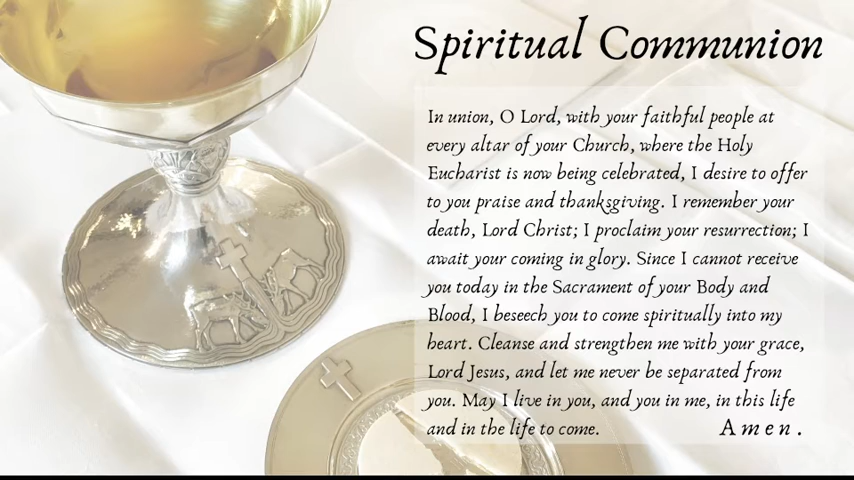 Spiritual Communion
In union, O Lord, with your faithful people at
every altar of your Church, where the Holy
Eucharist is now being celebrated, I desire to offer
to you praise and thanksgiving. I remember your
death, Lord Christ; I proclaim your resurrection; I
await your coming in glory. Since I cannot receive
you today in the Sacrament of your Body and
Blood, I beseech you to come spiritually into my
heart. Cleanse and strengthen me with your grace,
Lord Jesus, and let me never be separated from
you. May I live in you, and you in me, in this life
and in the life to come. Amen.